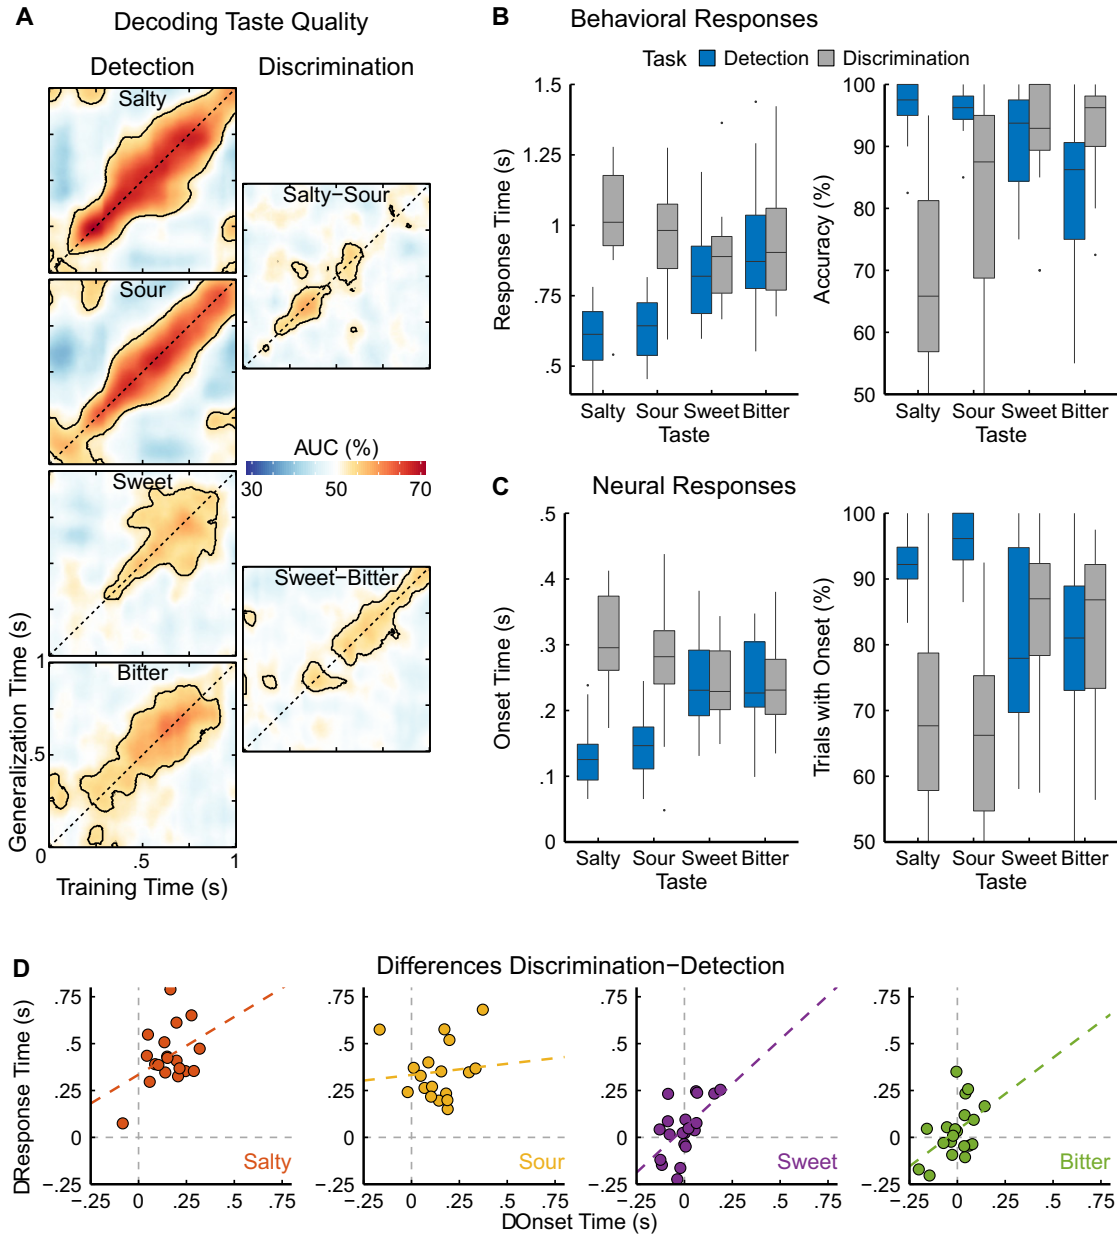 A
Decoding Taste Quality
Detection
Discrimination
Salty
Salty−Sour
Sour
AUC (%)
30 50 70
Sweet
Sweet−Bitter
Bitter
Generalization Time (s)
1
.5
0 .5 1
Training Time (s)
B
Behavioral Responses
Task Detection Discrimination
Response Time (s)
1.5
1.25
1
.75
.5
Salty Sour Sweet Bitter
Taste
Accuracy (%)
100
90
80
70
60
50
Salty Sour Sweet Bitter
Taste
C
Neural Responses
Onset Time (s)
.5
.4
.3
.2
.1
0
Salty Sour Sweet Bitter
Taste
Trials with Onset (%)
100
90
80
70
60
50
Salty Sour Sweet Bitter
Taste
D
Differences Discrimination−Detection
DResponse Time (s)
.75
.5
.25
0
−.25
Salty
−.25 0 .25 .5 .75
.75
.5
.25
0
−.25
Sour
−.25 0 .25 .5 .75
.75
.5
.25
0
−.25
Sweet
−.25 0 .25 .5 .75
.75
.5
.25
0
−.25
Bitter
−.25 0 .25 .5 .75
DOnset Time (s)